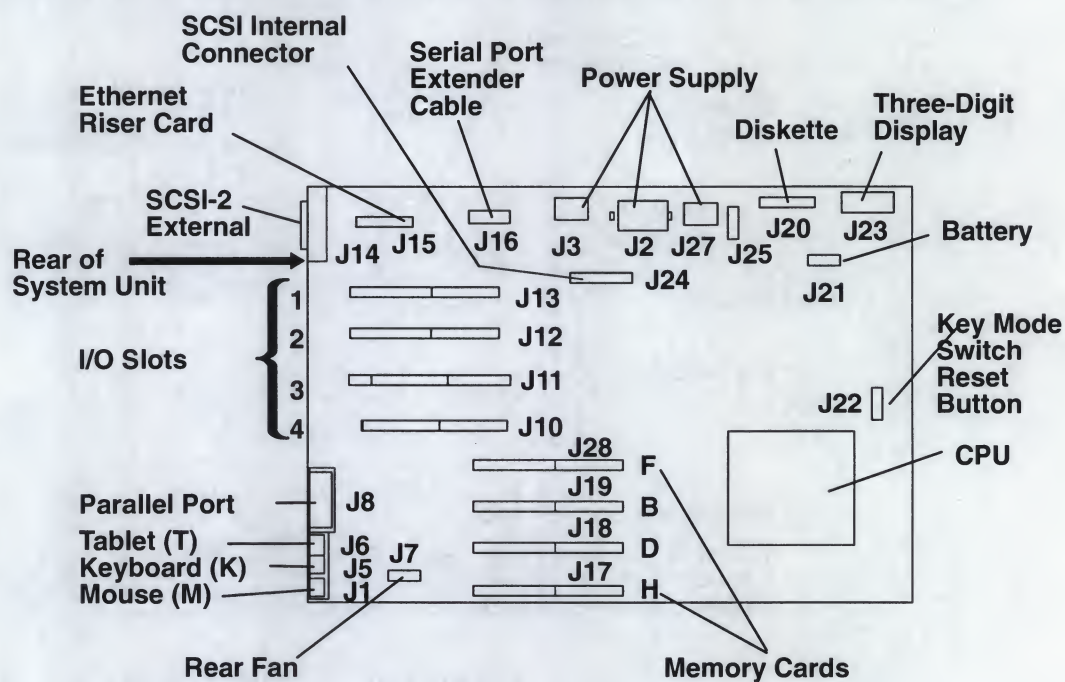 SCSI Internal
Connector
Serial Port
Extender
Cable
Power Supply
Ethernet
Riser Card
Diskette
Three-Digit
Display
SCSI-2
External
J14
J15
J16
J3
J2
J27
J25
J20
J23
Battery
Rear of
System Unit
J24
J21
1
J13
2
J12
I/O Slots
3
J11
4
J10
Key Mode
Switch
Reset
Button
J22
CPU
J28
F
J19
B
J18
D
J17
H
Parallel Port
J8
Tablet (T)
J6
Keyboard (K)
J5
J7
Mouse (M)
J1
Rear Fan
Memory Cards